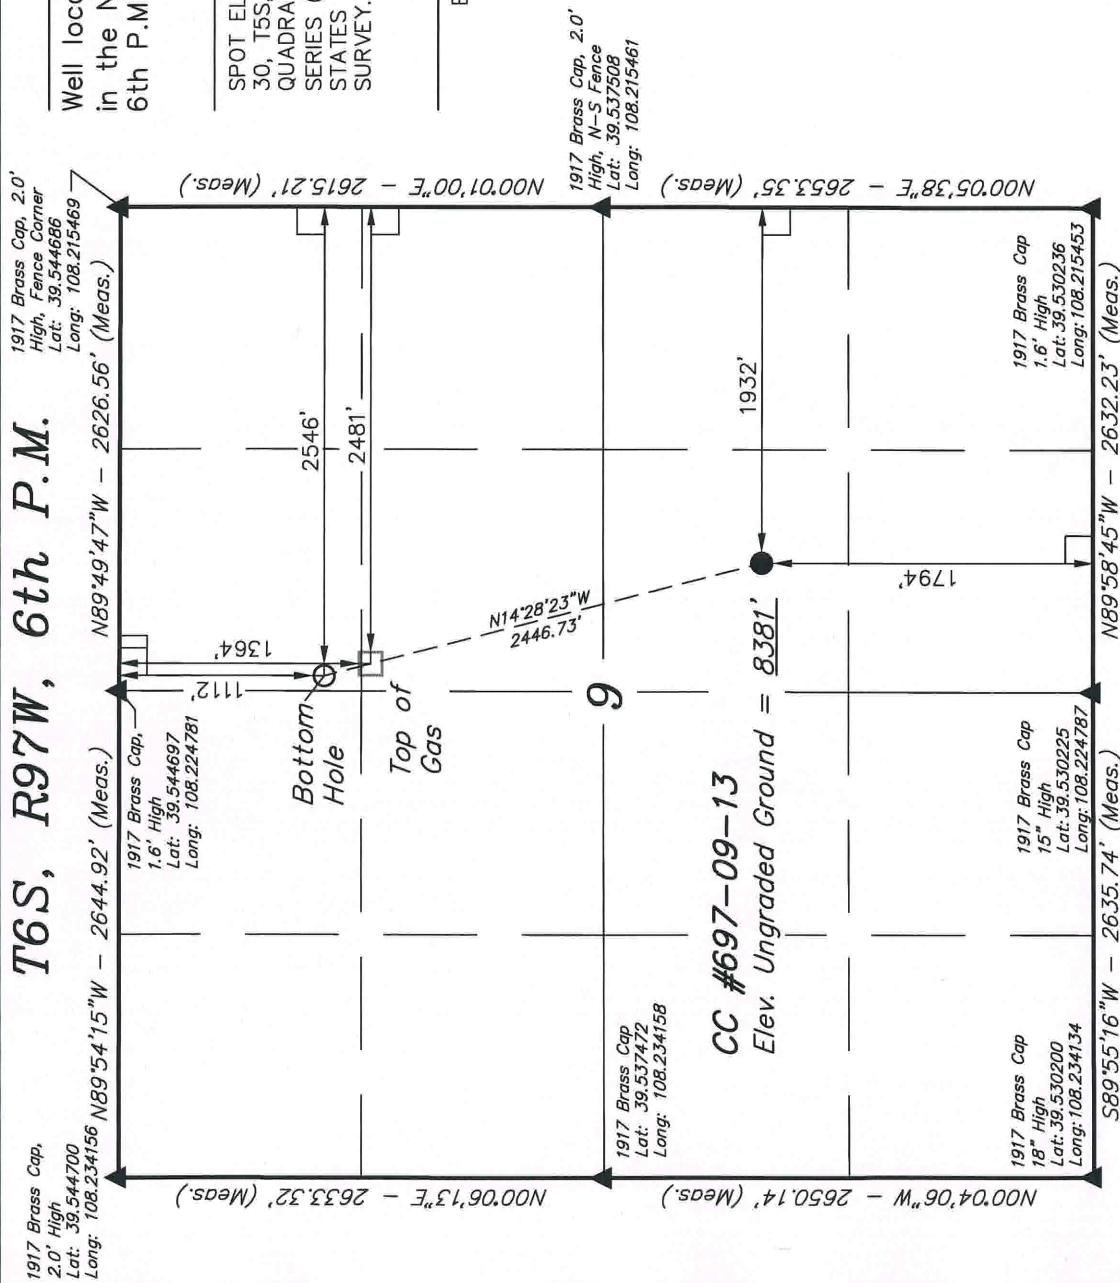 T6S, R97W, 6th P.M.
1917 Brass Cap,
2.0' High
Lat: 39.544700
Long: 108.234156
N89°54'15"W - 2644.92' (Meas.)
N89°49'47"W - 2626.56' (Meas.)
1917 Brass Cap, 2.0'
High, Fence Corner
Lat: 39.544686
Long: 108.215469
1917 Brass Cap,
1.6' High
Lat: 39.544697
Long: 108.224781
1112'
1364'
Bottom
Hole
Top of
Gas
2546'
2481'
N00°06'13"E - 2633.32' (Meas.)
N00°01'00"E - 2615.21' (Meas.)
N14°28'23"W
2446.73'
9
1917 Brass Cap
Lat: 39.537472
Long: 108.234158
1917 Brass Cap, 2.0'
High, N-S Fence
Lat: 39.537508
Long: 108.215461
CC #697-09-13
Elev. Ungraded Ground = 8381'
1932'
1794'
N00°04'06"W - 2650.14' (Meas.)
N00°05'38"E - 2653.35' (Meas.)
1917 Brass Cap
18" High
Lat: 39.530200
Long: 108.234134
1917 Brass Cap
15" High
Lat: 39.530225
Long: 108.224787
1917 Brass Cap
1.6' High
Lat: 39.530236
Long: 108.215453
S89°55'16"W - 2635.74' (Meas.)
N89°58'45"W - 2632.23' (Meas.)
Well loc
in the N
6th P.M
SPOT EL
30, T5S,
QUADRA
SERIES (
STATES
SURVEY.